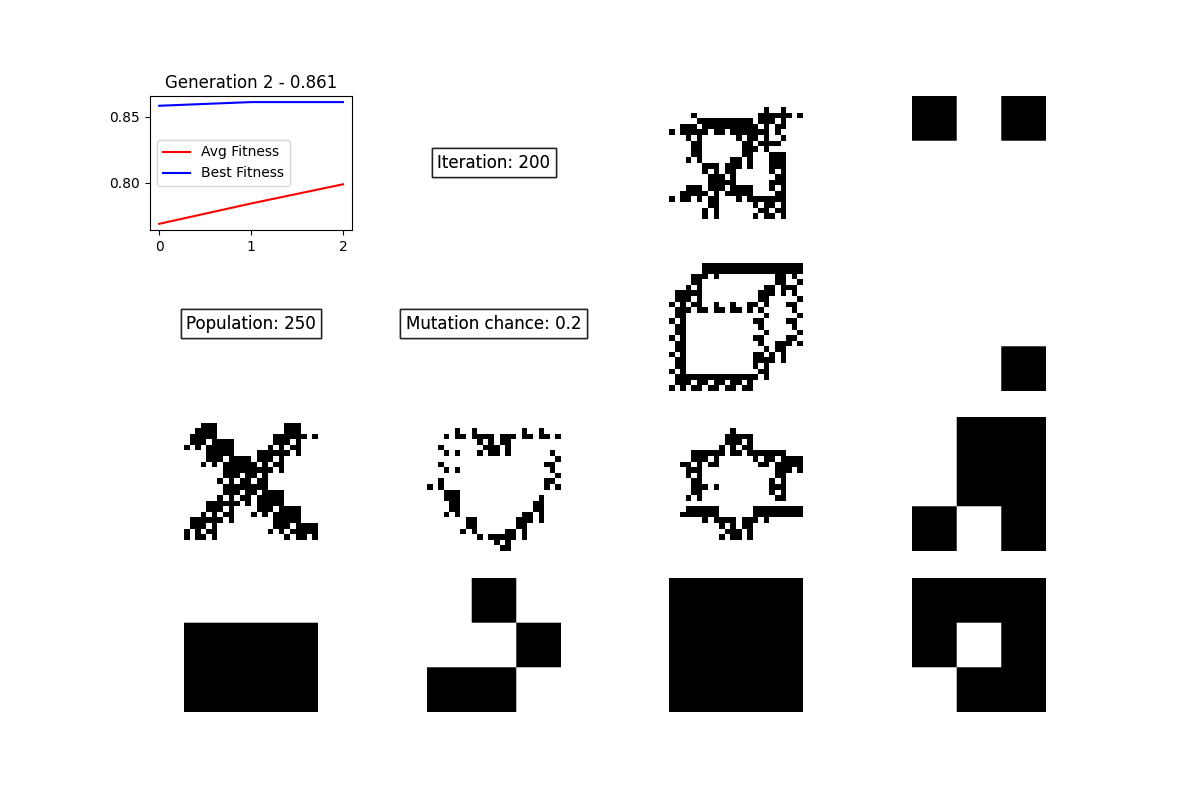 Generation 2 - 0.861
0.85
0.80
Avg Fitness
Best Fitness
0 1 2
Iteration: 200
Population: 250
Mutation chance: 0.2